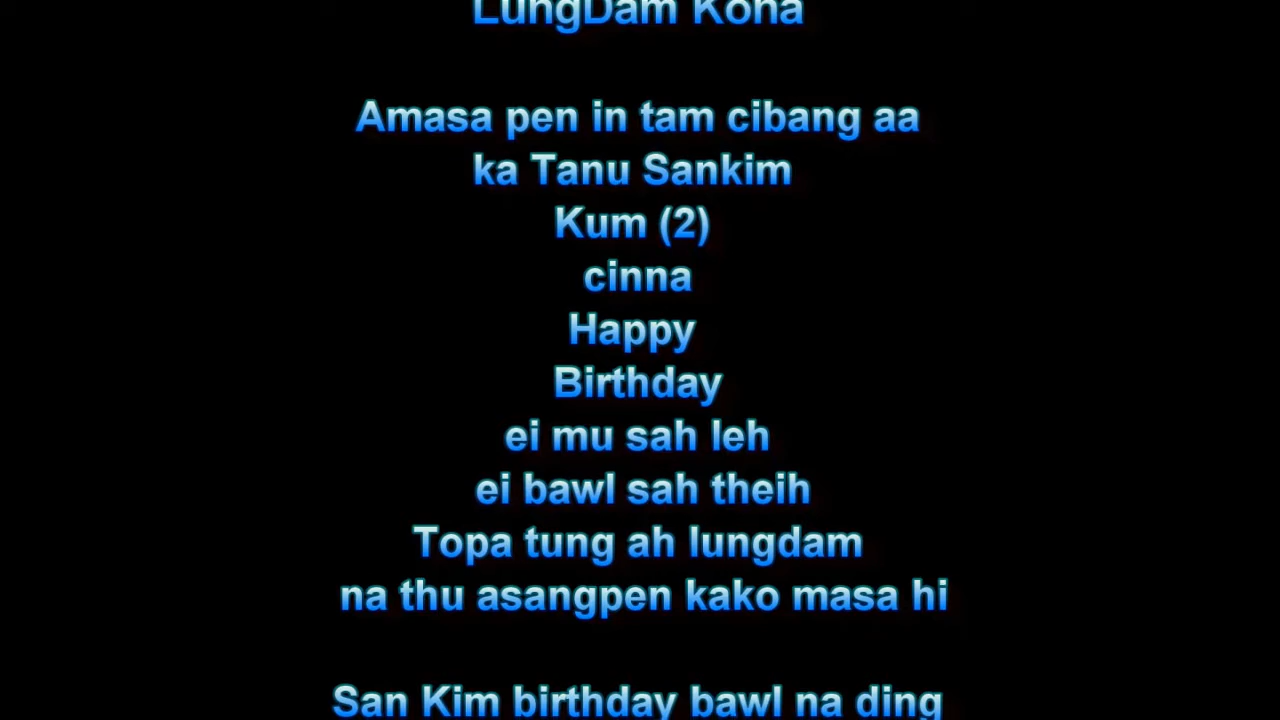 LungDam Kona
Amasa pen in tam cibang aa
ka Tanu Sankim
Kum (2)
cinna
Happy
Birthday
ei mu sah leh
ei bawl sah theih
Topa tung ah lungdam
na thu asangpen kako masa hi
San Kim birthday bawl na ding